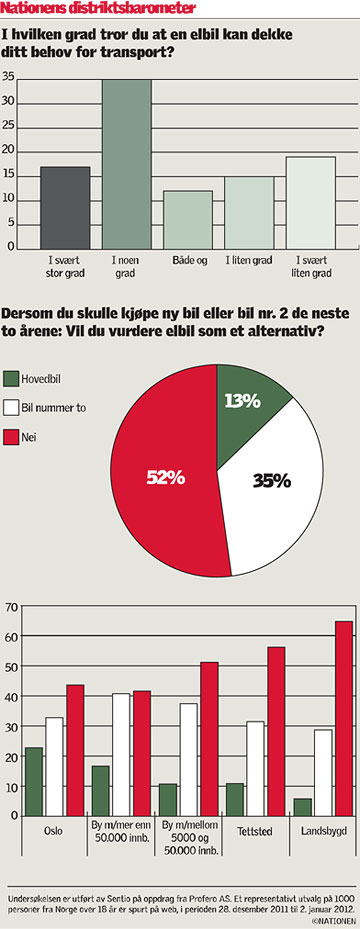 Nationens distriktsbarometer
I hvilken grad tror du at en elbil kan dekke
ditt behov for transport?
35
30
25
20
15
10
5
0
I svært
stor grad
I noen
grad
Både og
I liten grad
I svært
liten grad
Dersom du skulle kjøpe ny bil eller bil nr. 2 de neste
to årene: Vil du vurdere elbil som et alternativ?
Hovedbil
Bil nummer to
Nei
13%
52%
35%
70
60
50
40
30
20
10
0
Oslo
By m/mer enn
50.000 innb.
By m/mellom
5000 og
50.000 innb.
Tettsted
Landsbygd
Undersøkelsen er utført av Sentio på oppdrag fra Profero AS. Et representativt utvalg på 1000
personer fra Norge over 18 år er spurt på web, i perioden 28. desember 2011 til 2. januar 2012.
©NATIONEN